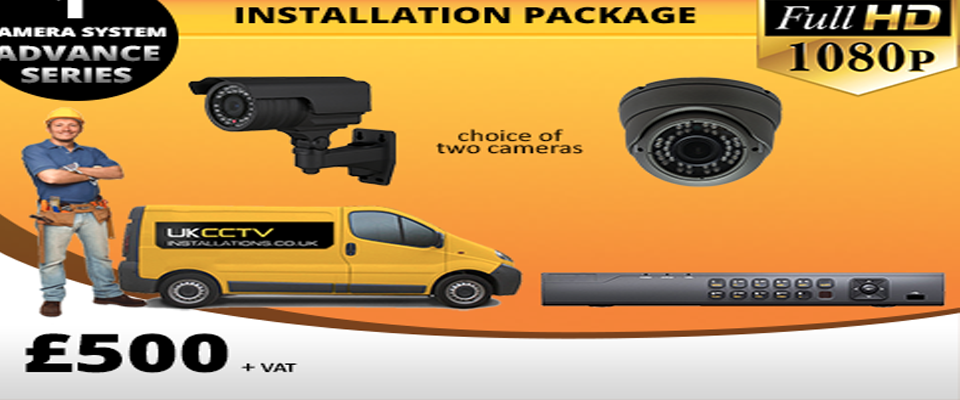 1
AMERA SYSTEM
ADVANCE
SERIES
INSTALLATION PACKAGE
Full HD
1080P
choice of
two cameras
UKCCTV
INSTALLATIONS.CO.UK
£500 + VAT